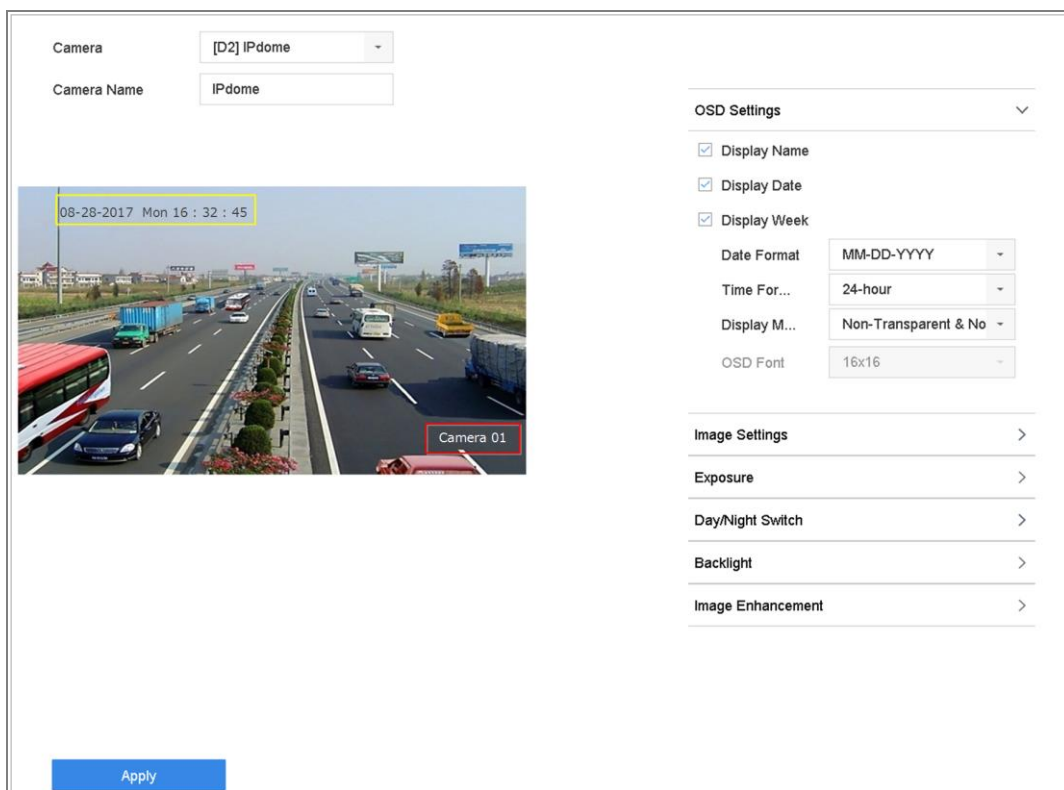 Camera
[D2] IPdome
Camera Name
IPdome
08-28-2017 Mon 16 : 32 : 45
Camera 01
Apply
OSD Settings
Display Name
Display Date
Display Week
Date Format
MM-DD-YYYY
Time For...
24-hour
Display M...
Non-Transparent & No
OSD Font
16x16
Image Settings
Exposure
Day/Night Switch
Backlight
Image Enhancement